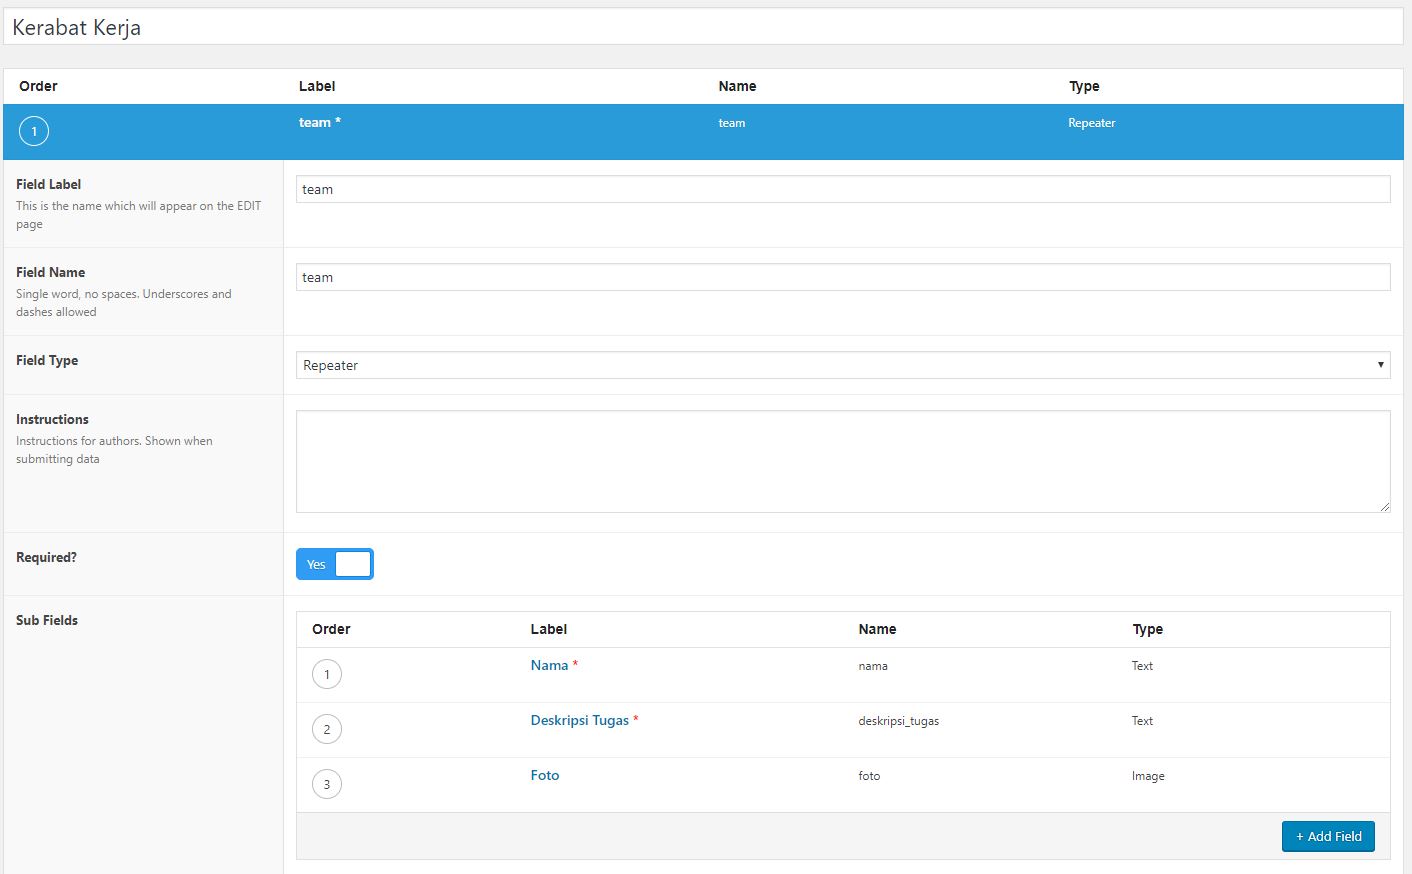 Kerabat Kerja
Order Label Name Type
1 team * team Repeater
Field Label
This is the name which will appear on the EDIT
page
team
Field Name
Single word, no spaces. Underscores and
dashes allowed
team
Field Type
Repeater
Instructions
Instructions for authors. Shown when
submitting data
Required?
Yes
Sub Fields
Order Label Name Type
1 Nama * nama Text
2 Deskripsi Tugas * deskripsi_tugas Text
3 Foto foto Image
+ Add Field